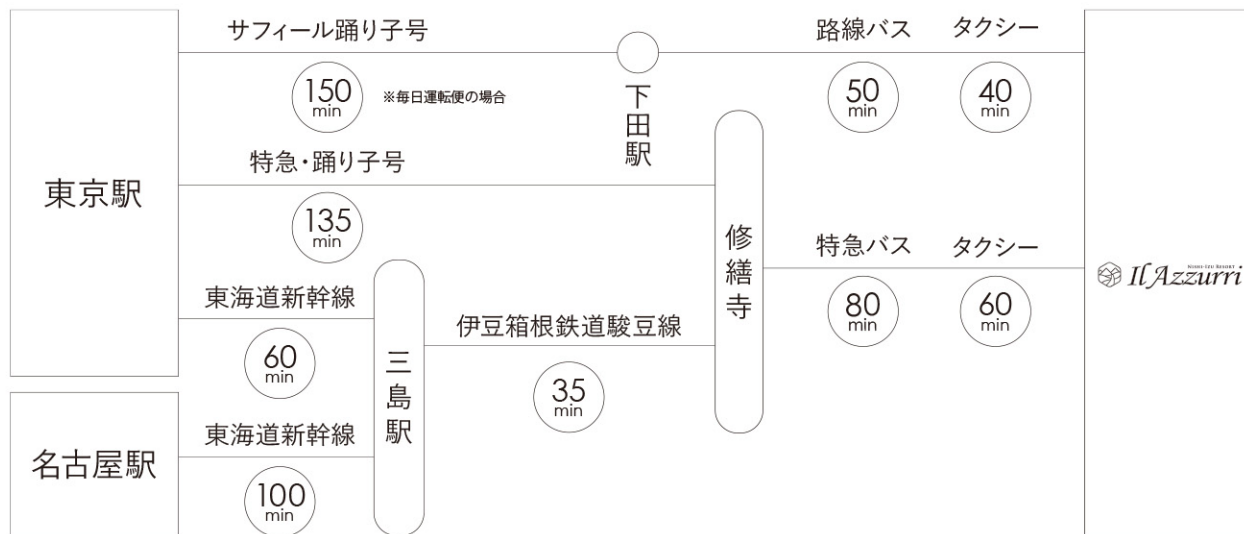 サフィール踊り子号
150
min
※毎日運転便の場合
下田駅
路線バス
50
min
タクシー
40
min
東京駅
特急・踊り子号
135
min
修繕寺
特急バス
80
min
タクシー
60
min
NISHI-IZU RESORT
Il Azzurri
東海道新幹線
60
min
三島駅
伊豆箱根鉄道駿豆線
35
min
名古屋駅
東海道新幹線
100
min